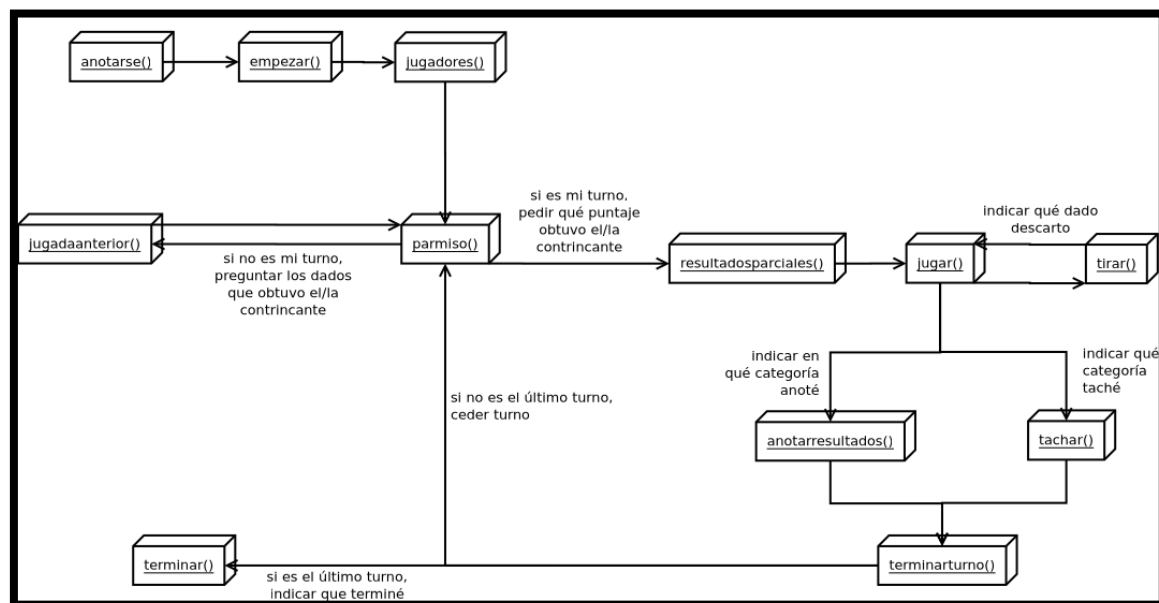 anotarse()
empezar()
jugadores()
si es mi turno,
pedir qué puntaje
obtuvo el/la
contrincante
indicar qué dado
descarto
jugadaanterior()
parmiso()
si no es mi turno,
preguntar los dados
que obtuvo el/la
contrincante
resultadosparciales()
jugar()
tirar()
indicar en
qué categoría
anoté
indicar qué
categoría
taché
si no es el último turno,
ceder turno
anotarresultados()
tachar()
terminar()
si es el último turno,
indicar que terminé
terminarturno()